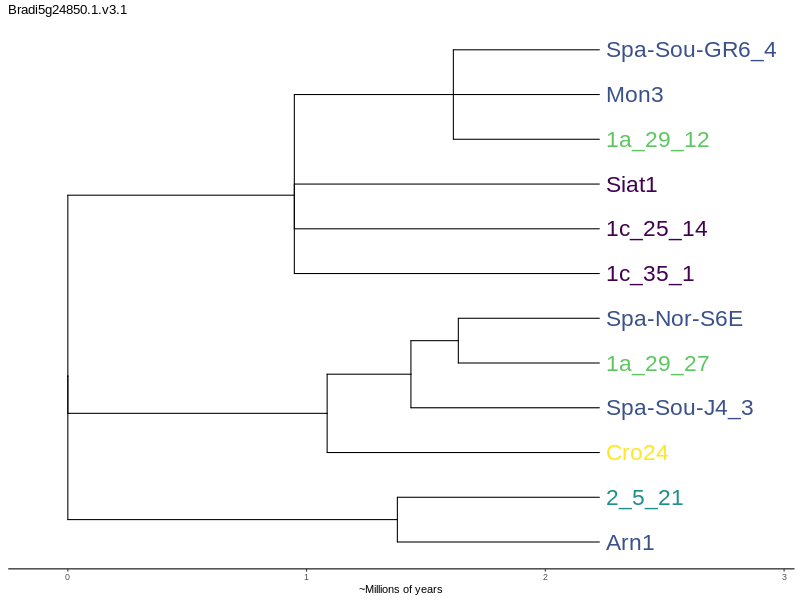 Bradi5g24850.1.v3.1
Spa-Sou-GR6_4
Mon3
1a_29_12
Siat1
1c_25_14
1c_35_1
Spa-Nor-S6E
1a_29_27
Spa-Sou-J4_3
Cro24
2_5_21
Arn1
0 1 2 3
~Millions of years